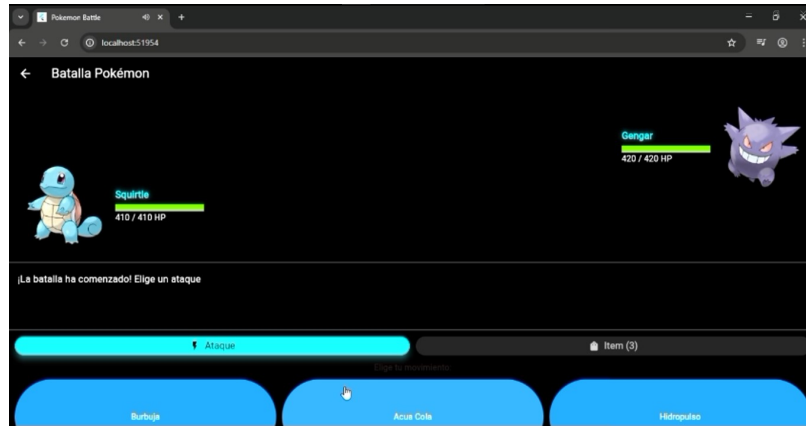 Pokemon Battle
localhost:51954
Batalla Pokémon
Gengar
420 / 420 HP
Squirtle
410 / 410 HP
¡La batalla ha comenzado! Elige un ataque
Ataque
Item (3)
Elige tu movimiento
Burbuja
Acua Cola
Hidropulso